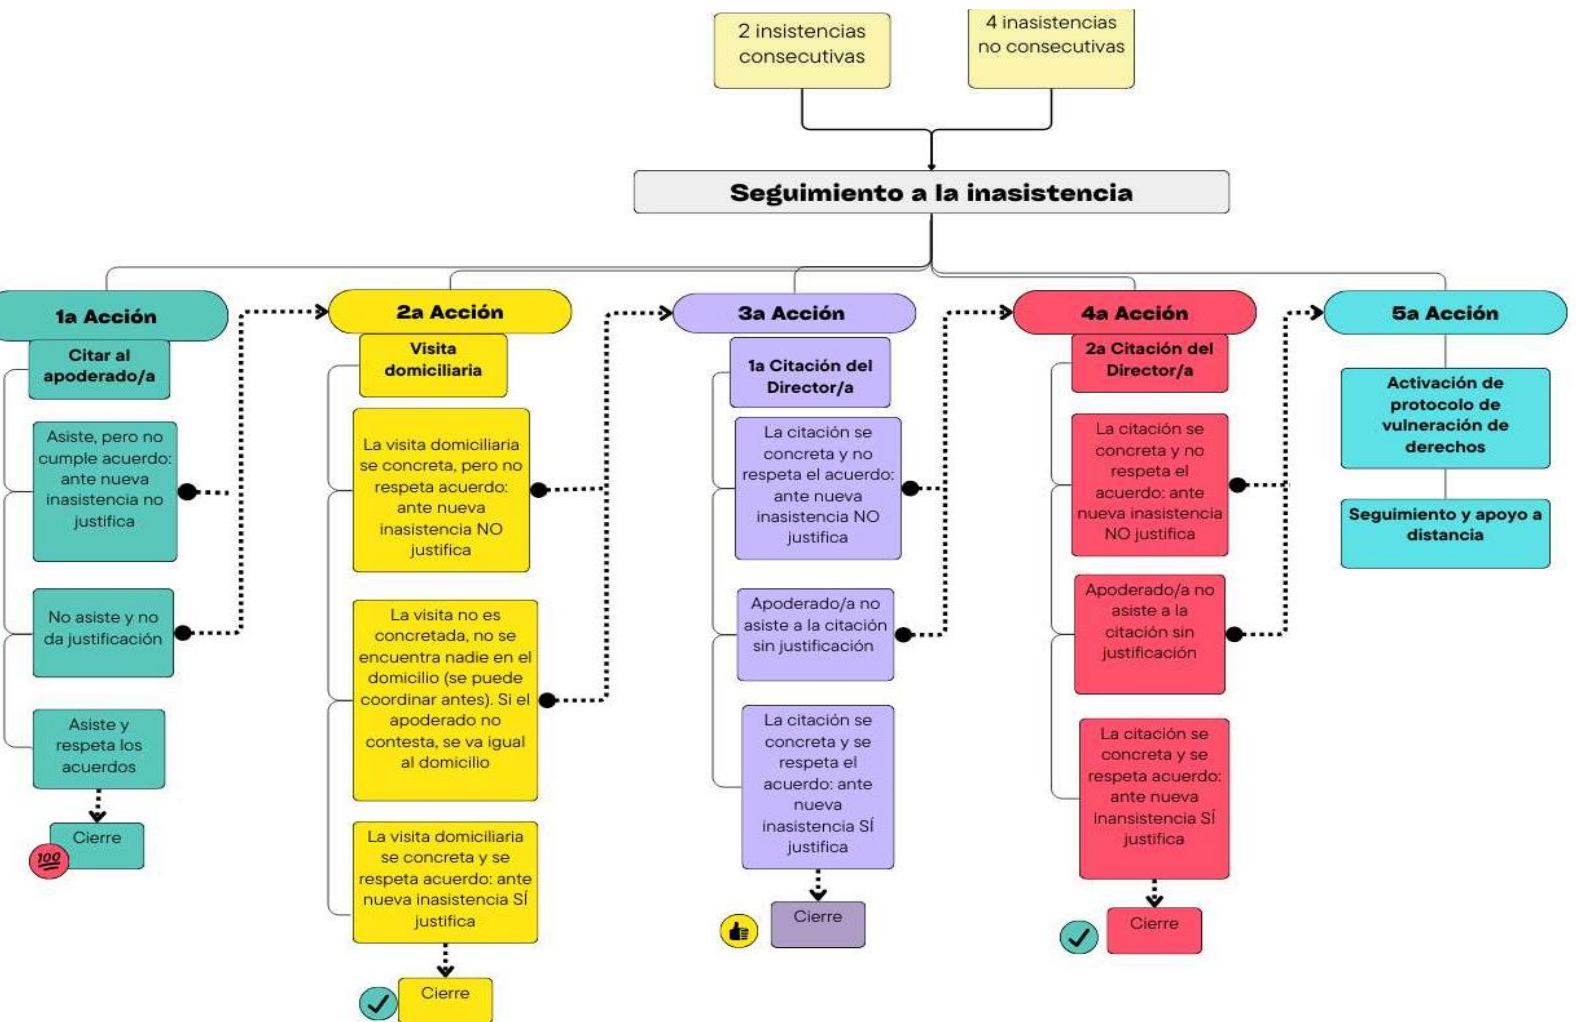 2 insistencias
consecutivas
4 inasistencias
no consecutivas
Seguimiento a la inasistencia
1a Acción
Citar al
apoderado/a
Asiste, pero no
cumple acuerdo:
ante nueva
inasistencia no
justifica
No asiste y no
da justificación
Asiste y
respeta los
acuerdos
Cierre
100
2a Acción
Visita
domiciliaria
La visita domiciliaria
se concreta, pero no
respeta acuerdo:
ante nueva
inasistencia NO
justifica
La visita no es
concretada, no se
encuentra nadie en el
domicilio (se puede
coordinar antes). Si el
apoderado no
contesta, se va igual
al domicilio
La visita domiciliaria
se concreta y se
respeta acuerdo: ante
nueva inasistencia SÍ
justifica
Cierre
3a Acción
1a Citación del
Director/a
La citación se
concreta y no
respeta el acuerdo:
ante nueva
inasistencia NO
justifica
Apoderado/a no
asiste a la citación
sin justificación
La citación se
concreta y se
respeta el
acuerdo: ante
nueva
inasistencia SÍ
justifica
Cierre
4a Acción
2a Citación del
Director/a
La citación se
concreta y no
respeta el
acuerdo: ante
nueva inasistencia
NO justifica
Apoderado/a no
asiste a la
citación sin
justificación
La citación se
concreta y se
respeta acuerdo:
ante nueva
inansistencia SÍ
justifica
Cierre
5a Acción
Activación de
protocolo de
vulneración de
derechos
Seguimiento y apoyo a
distancia